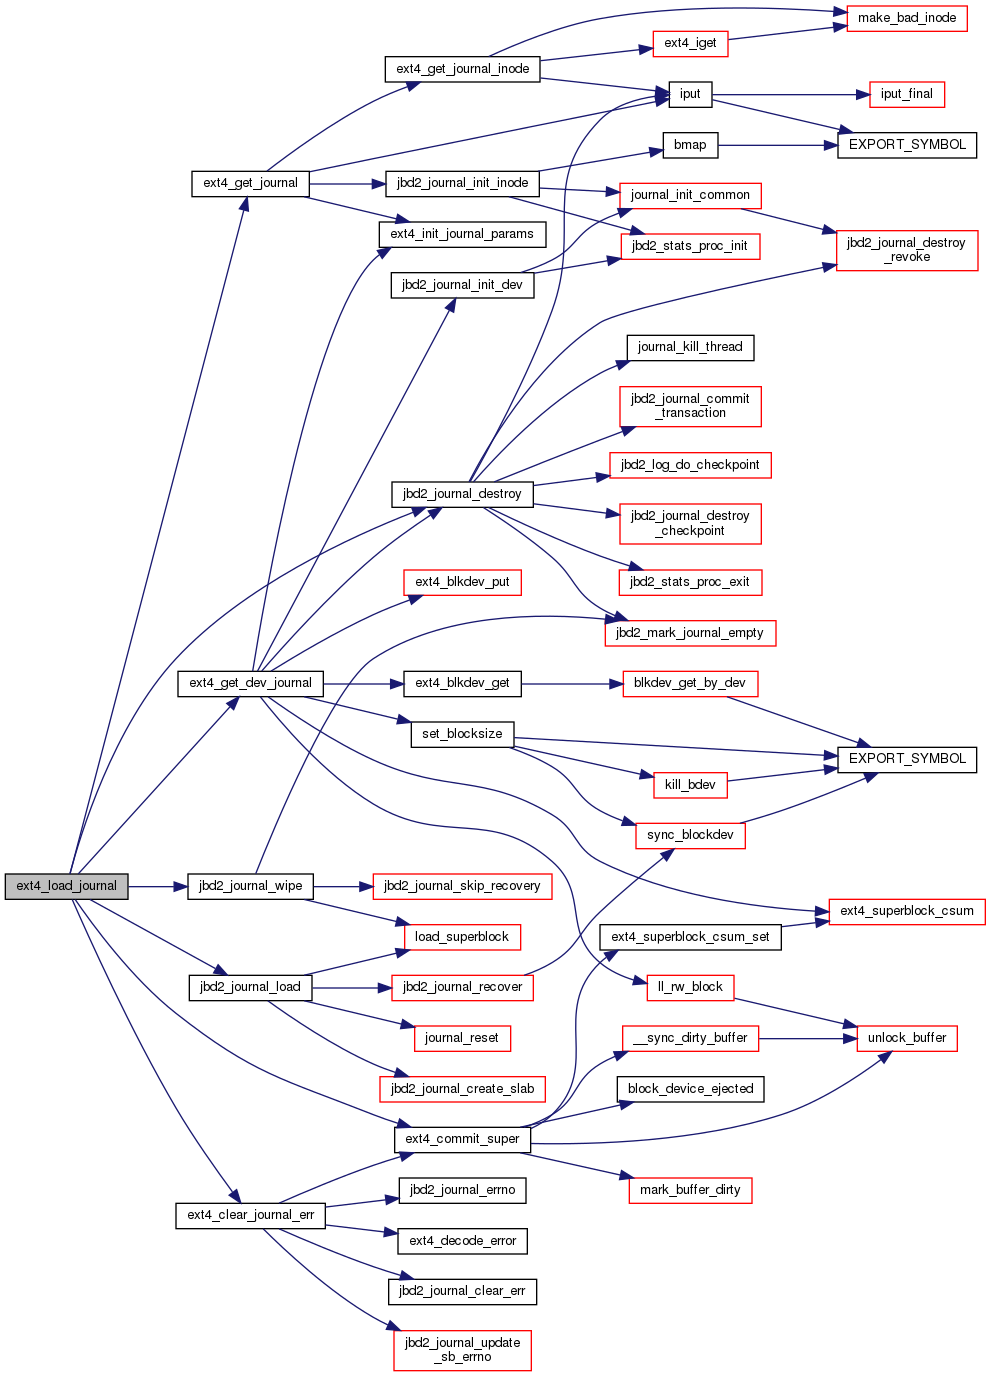 make_bad_inode
ext4_iget
ext4_get_journal_inode
iput
iput_final
EXPORT_SYMBOL
bmap
ext4_get_journal
jbd2_journal_init_inode
journal_init_common
ext4_init_journal_params
jbd2_stats_proc_init
jbd2_journal_destroy
_revoke
jbd2_journal_init_dev
journal_kill_thread
jbd2_journal_commit
_transaction
jbd2_log_do_checkpoint
jbd2_journal_destroy
jbd2_journal_destroy
_checkpoint
ext4_blkdev_put
jbd2_stats_proc_exit
jbd2_mark_journal_empty
ext4_get_dev_journal
ext4_blkdev_get
blkdev_get_by_dev
set_blocksize
EXPORT_SYMBOL
kill_bdev
sync_blockdev
ext4_load_journal
jbd2_journal_wipe
jbd2_journal_skip_recovery
ext4_superblock_csum
load_superblock
ext4_superblock_csum_set
jbd2_journal_load
jbd2_journal_recover
ll_rw_block
journal_reset
__sync_dirty_buffer
unlock_buffer
jbd2_journal_create_slab
block_device_ejected
ext4_commit_super
jbd2_journal_errno
mark_buffer_dirty
ext4_clear_journal_err
ext4_decode_error
jbd2_journal_clear_err
jbd2_journal_update
_sb_errno